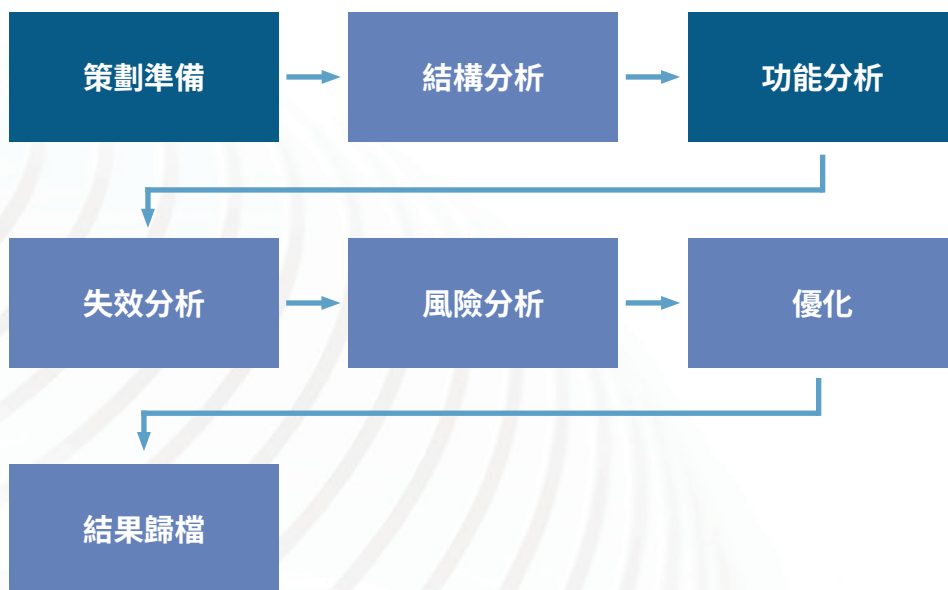 策劃準備
結構分析
功能分析
失效分析
風險分析
優化
結果歸檔